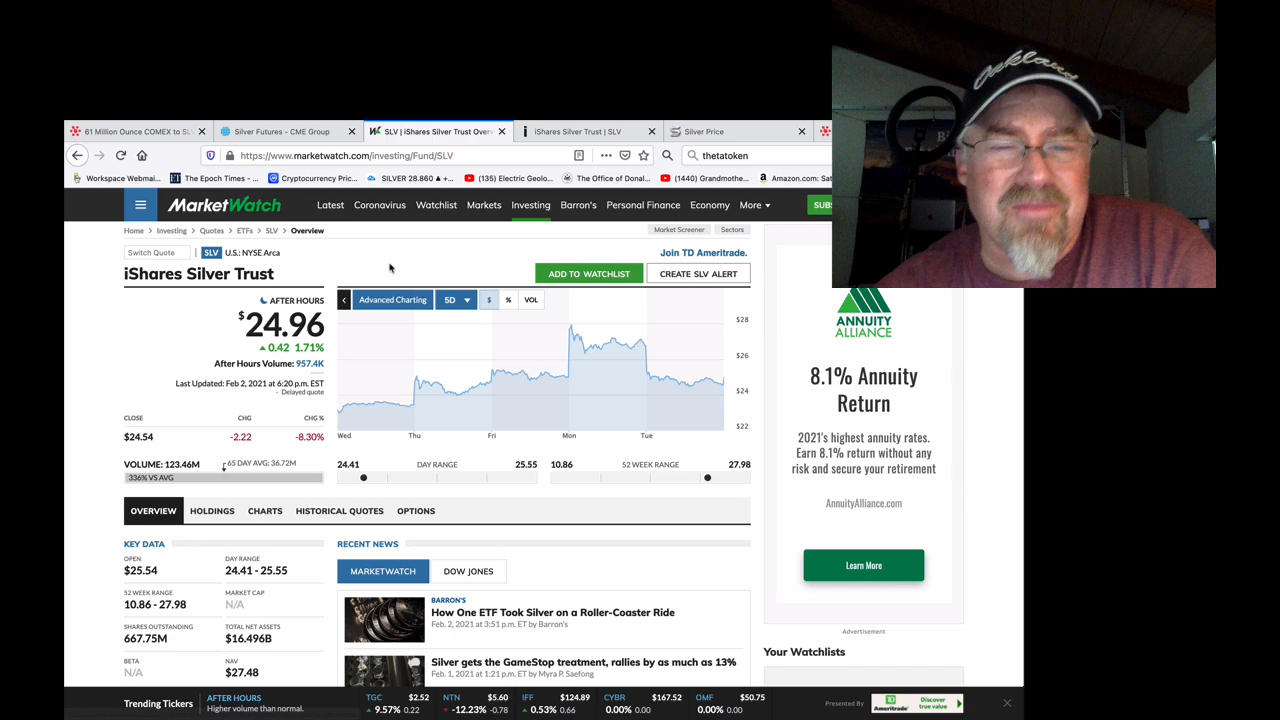 Oakland
61 Million Ounce COMEX to SL
Silver Futures - CME Group
SLV | iShares Silver Trust Over
iShares Silver Trust | SLV
Silver Price
https://www.marketwatch.com/investing/Fund/SLV
thetatoken
Workspace Webmai...
The Epoch Times - ...
Cryptocurrency Pric...
SILVER 28.860 ▲ +...
(135) Electric Geolo...
The Office of Donal...
(1440) Grandmothe...
Amazon.com: Sat
MarketWatch
Latest Coronavirus Watchlist Markets Investing Barron's Personal Finance Economy More
SUBS
Home > Investing > Quotes > ETFs > SLV > Overview
Market Screener Sectors
Switch Quote SLV U.S.: NYSE Arca
Join TD Ameritrade.
iShares Silver Trust
ADD TO WATCHLIST
CREATE SLV ALERT
AFTER HOURS
$24.96
0.42 1.71%
After Hours Volume: 957.4K
Last Updated: Feb 2, 2021 at 6:20 p.m. EST
- Delayed quote
CLOSE CHG CHG %
$24.54 -2.22 -8.30%
VOLUME: 123.46M 65 DAY AVG: 36.72M
336% VS AVG
Advanced Charting 5D $ % VOL
$28
$26
$24
$22
Wed Thu Fri Mon Tue
24.41 DAY RANGE 25.55
10.86 52 WEEK RANGE 27.98
OVERVIEW HOLDINGS CHARTS HISTORICAL QUOTES OPTIONS
KEY DATA
OPEN DAY RANGE
$25.54 24.41 - 25.55
52 WEEK RANGE MARKET CAP
10.86 - 27.98 N/A
SHARES OUTSTANDING TOTAL NET ASSETS
667.75M $16.496B
BETA NAV
N/A $27.48
RECENT NEWS
MARKETWATCH DOW JONES
BARRON'S
How One ETF Took Silver on a Roller-Coaster Ride
Feb. 2, 2021 at 3:51 p.m. ET by Barron's
Silver gets the GameStop treatment, rallies by as much as 13%
Feb. 1, 2021 at 1:21 p.m. ET by Myra P. Saefong
ANNUITY
ALLIANCE
8.1% Annuity
Return
2021's highest annuity rates.
Earn 8.1% return without any
risk and secure your retirement
AnnuityAlliance.com
Learn More
Advertisement
Your Watchlists
Trending Tickers
AFTER HOURS
Higher volume than normal.
TGC $2.52
9.57% 0.22
NTN $5.60
-12.23% -0.78
IFF $124.89
0.53% 0.66
CYBR $167.52
0.00% 0.00
OMF $50.75
0.00% 0.00
Presented By
Ameritrade
Discover
true value